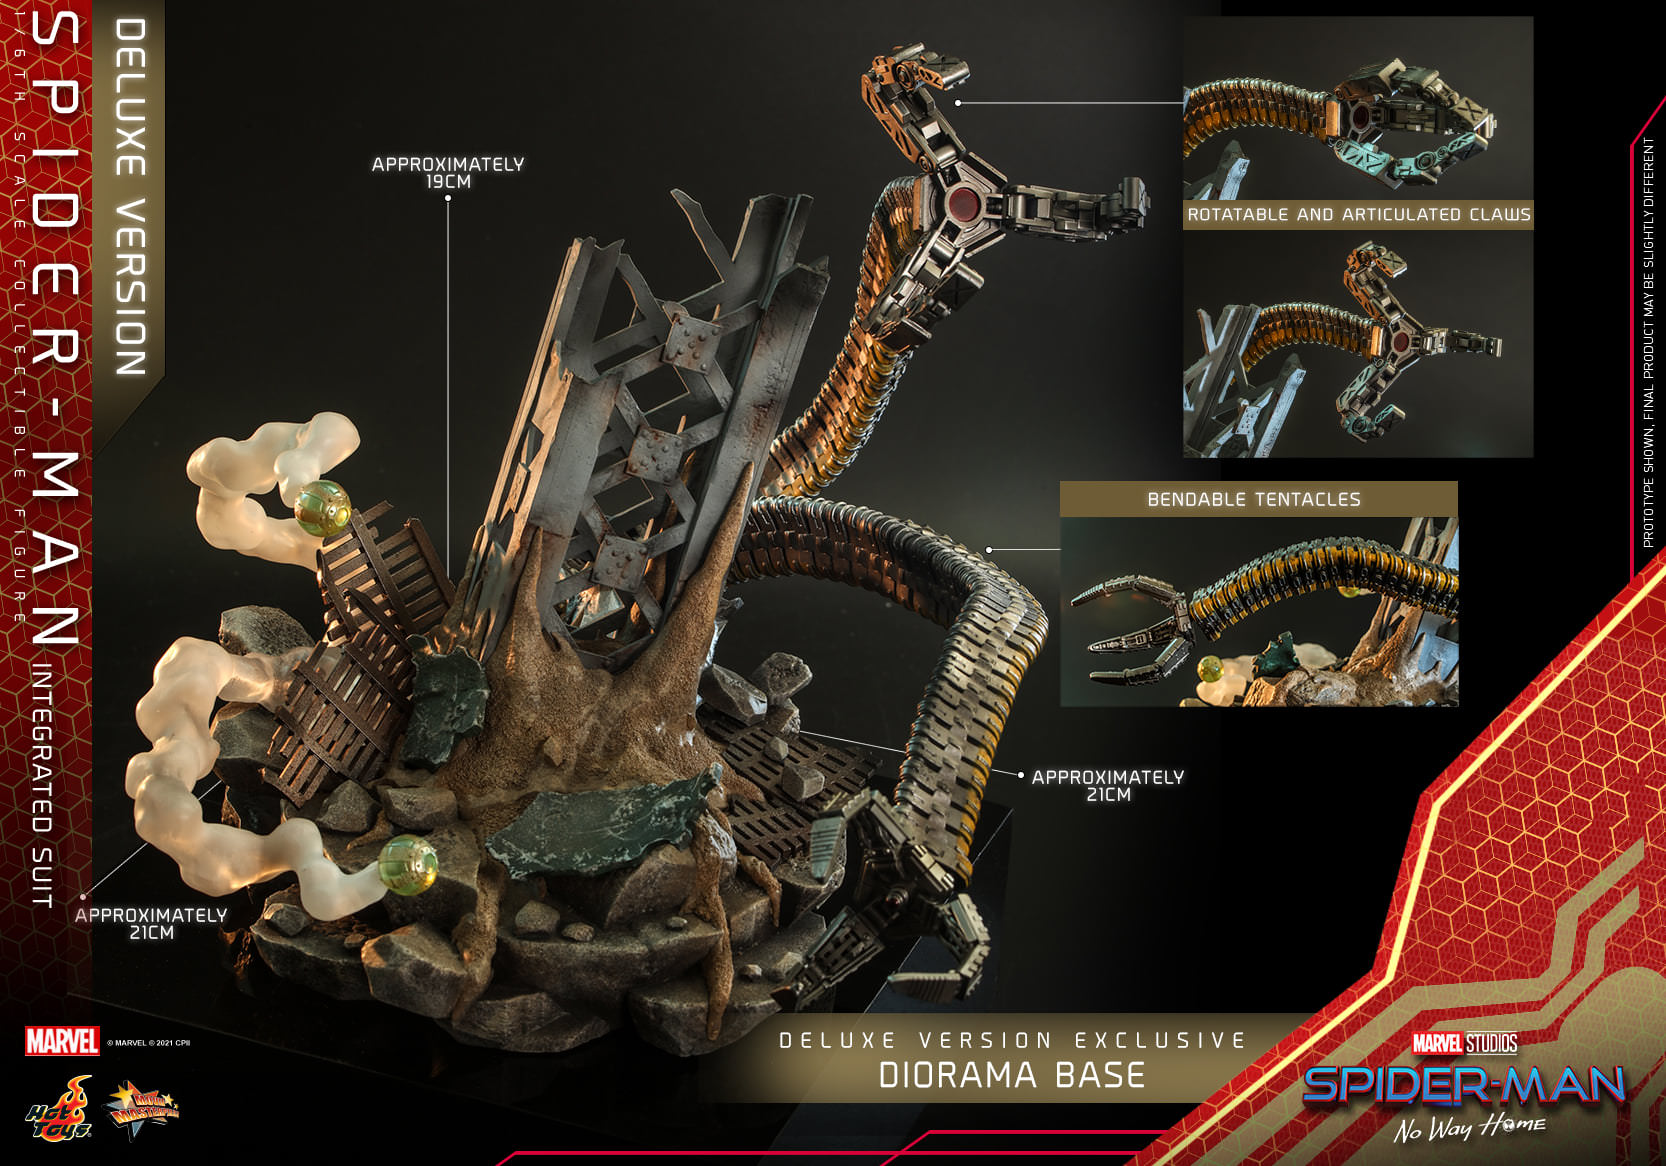 SPIDER-MAN INTEGRATED SUIT
1/6TH SCALE COLLECTIBLE FIGURE
DELUXE VERSION
APPROXIMATELY
19CM
ROTATABLE AND ARTICULATED CLAWS
BENDABLE TENTACLES
PROTOTYPE SHOWN, FINAL PRODUCT MAY BE SLIGHTLY DIFFERENT
APPROXIMATELY
21CM
APPROXIMATELY
21CM
DELUXE VERSION EXCLUSIVE
DIORAMA BASE
MARVEL
© MARVEL © 2021 CPII
Hot
Toys
MOVIE
MASTERPIECE
MARVEL STUDIOS
SPIDER-MAN
No Way Home